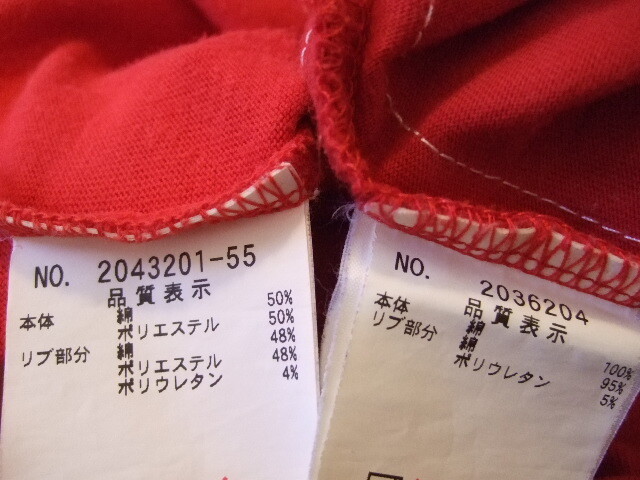 NO. 2043201-55
品質表示
本体 綿 50%
ポリエステル 50%
リブ部分 綿 48%
ポリエステル 48%
ポリウレタン 4%
NO. 2036204
品質表示
本体 綿 100%
リブ部分 綿 95%
ポリウレタン 5%